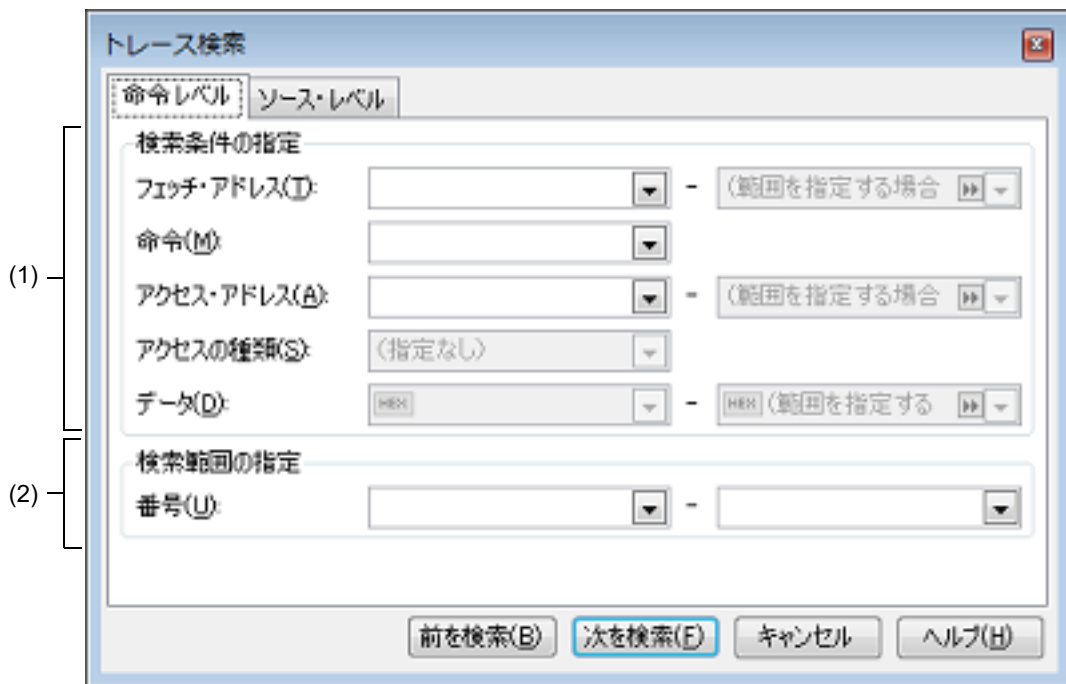 トレース検索
命令レベル ソース・レベル
(1)
検索条件の指定
フェッチ・アドレス(T): - (範囲を指定する場合
命令(M):
アクセス・アドレス(A): - (範囲を指定する場合
アクセスの種類(S): (指定なし)
データ(D): HEX - HEX (範囲を指定する
(2)
検索範囲の指定
番号(U): -
前を検索(B) 次を検索(F) キャンセル ヘルプ(H)